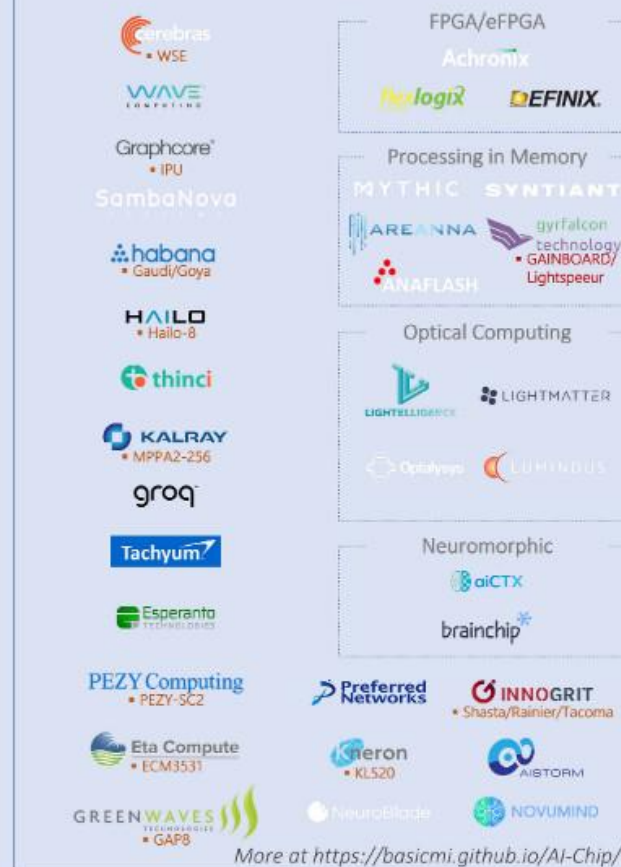 cerebras
▪ WSE
WAVE
COMPUTING
Graphcore
▪ IPU
SambaNova
habana
▪ Gaudi/Goya
HAILO
▪ Hailo-8
thinci
KALRAY
▪ MPPA2-256
groq
Tachyum
Esperanto
TECHNOLOGIES
PEZY Computing
▪ PEZY-SC2
Eta Compute
▪ ECM3531
GREENWAVES
TECHNOLOGIES
▪ GAP8
FPGA/eFPGA
Achronix
flexlogix
EFINIX.
Processing in Memory
MYTHIC
SYNTIANT
AREANNA
gyrfalcon
technology
▪ GAINBOARD/
Lightspeeur
ANAFLASH
Optical Computing
LIGHTELLIGENCE
LIGHTMATTER
Optalysys
LUMINOUS
Neuromorphic
aiCTX
brainchip
Preferred
Networks
INNOGRIT
▪ Shasta/Rainier/Tacoma
Kneron
▪ KL520
AISTORM
NeuroBlade
NOVUMIND
More at https://basicmi.github.io/AI-Chip/